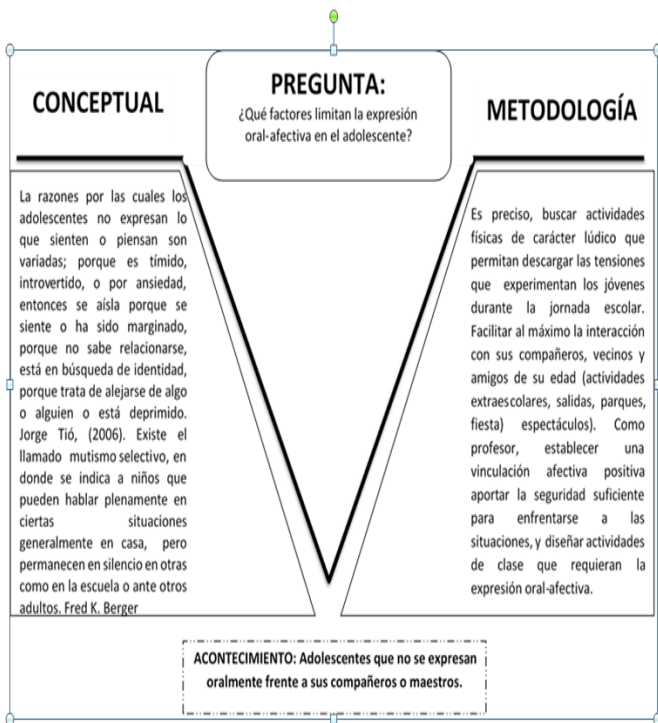 PREGUNTA:
¿Qué factores limitan la expresión
oral-afectiva en el adolescente?
CONCEPTUAL
La razones por las cuales los
adolescentes no expresan lo
que sienten o piensan son
variadas; porque es tímido,
introvertido, o por ansiedad,
entonces se aísla porque se
siente o ha sido marginado,
porque no sabe relacionarse,
está en búsqueda de identidad,
porque trata de alejarse de algo
o alguien o está deprimido.
Jorge Tió, (2006). Existe el
llamado mutismo selectivo, en
donde se indica a niños que
pueden hablar plenamente en
ciertas situaciones
generalmente en casa, pero
permanecen en silencio en otras
como en la escuela o ante otros
adultos. Fred K. Berger
METODOLOGÍA
Es preciso, buscar actividades
físicas de carácter lúdico que
permitan descargar las tensiones
que experimentan los jóvenes
durante la jornada escolar.
Facilitar al máximo la interacción
con sus compañeros, vecinos y
amigos de su edad (actividades
extraescolares, salidas, parques,
fiesta) espectáculos). Como
profesor, establecer una
vinculación afectiva positiva
aportar la seguridad suficiente
para enfrentarse a las
situaciones, y diseñar actividades
de clase que requieran la
expresión oral-afectiva.
ACONTECIMIENTO: Adolescentes que no se expresan
oralmente frente a sus compañeros o maestros.